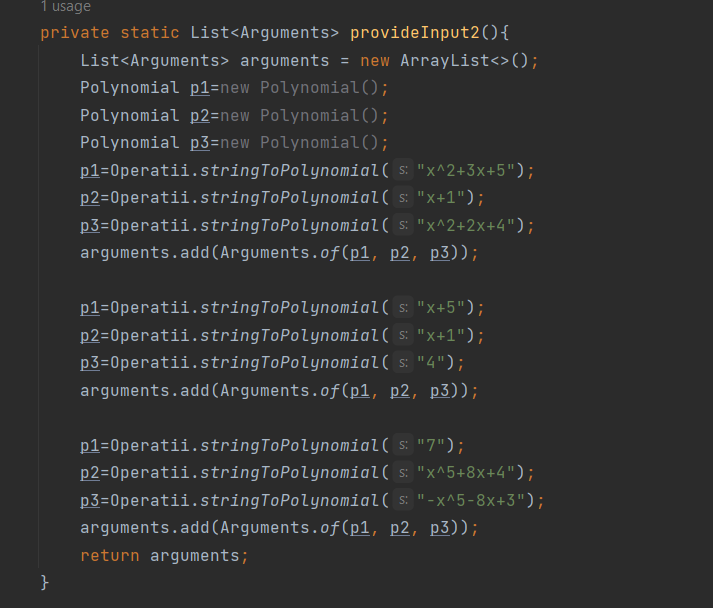 1 usage
private static List<Arguments> provideInput2(){
List<Arguments> arguments = new ArrayList<>();
Polynomial p1=new Polynomial();
Polynomial p2=new Polynomial();
Polynomial p3=new Polynomial();
p1=Operatii.stringToPolynomial( s: "x^2+3x+5");
p2=Operatii.stringToPolynomial( s: "x+1");
p3=Operatii.stringToPolynomial( s: "x^2+2x+4");
arguments.add(Arguments.of(p1, p2, p3));
p1=Operatii.stringToPolynomial( s: "x+5");
p2=Operatii.stringToPolynomial( s: "x+1");
p3=Operatii.stringToPolynomial( s: "4");
arguments.add(Arguments.of(p1, p2, p3));
p1=Operatii.stringToPolynomial( s: "7");
p2=Operatii.stringToPolynomial( s: "x^5+8x+4");
p3=Operatii.stringToPolynomial( s: "-x^5-8x+3");
arguments.add(Arguments.of(p1, p2, p3));
return arguments;
}